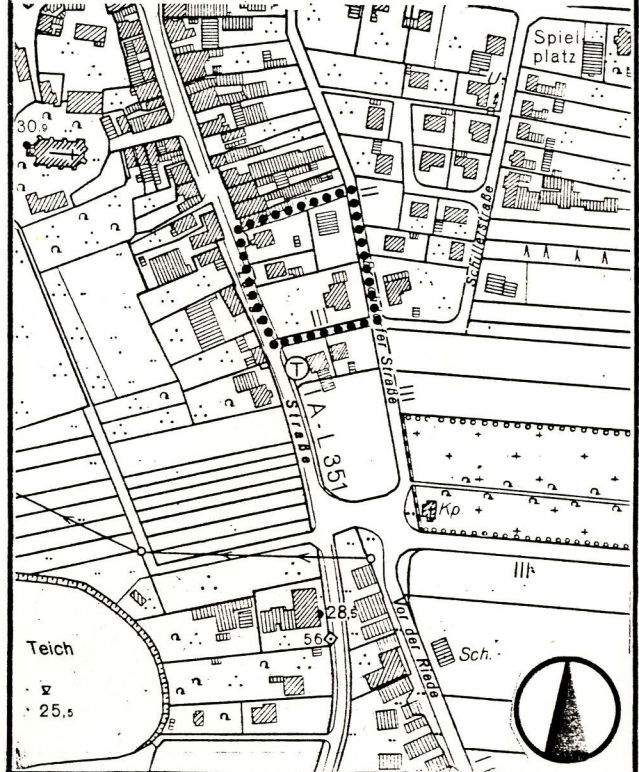 Spiel
platz
30,9
U.
Schillerstraße
T
ter Straße
Straße
A - L 351
Kp.
28,5
56
Vor der Riede
Sch.
Teich
25,5